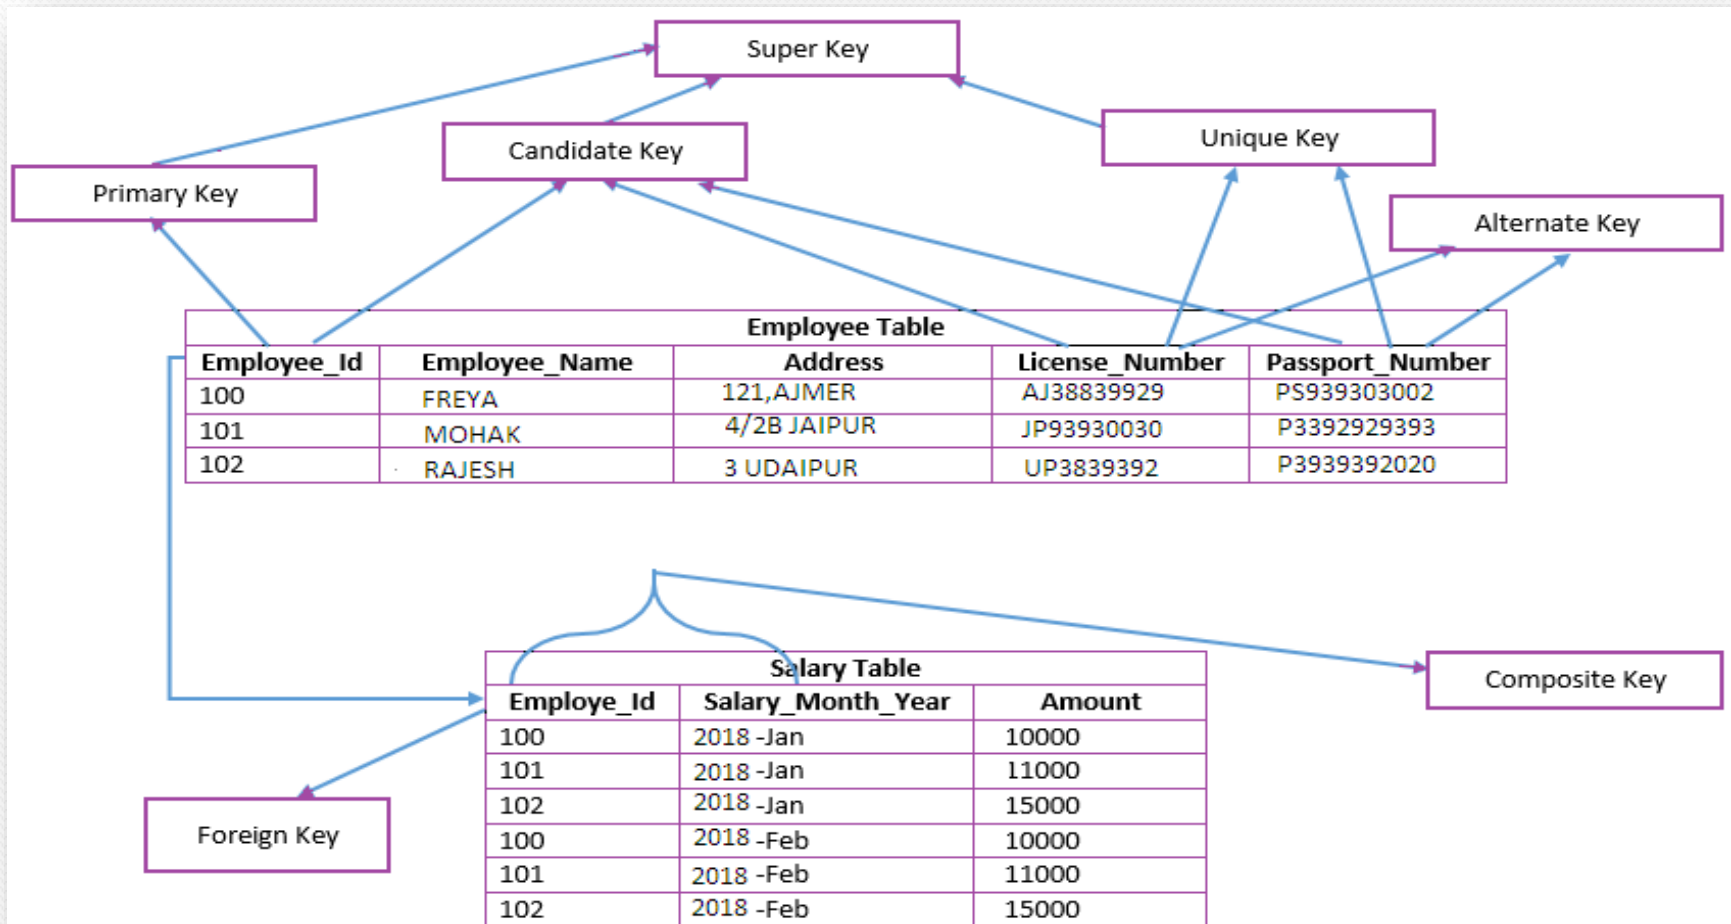 Super Key
Candidate Key
Unique Key
Primary Key
Alternate Key
Employee Table
Employee_Id Employee_Name Address License_Number Passport_Number
100 FREYA 121,AJMER AJ38839929 PS939303002
101 MOHAK 4/2B JAIPUR JP93930030 P3392929393
102 RAJESH 3 UDAIPUR UP3839392 P3939392020
Salary Table
Composite Key
Employe_Id Salary_Month_Year Amount
100 2018 -Jan 10000
101 2018 -Jan 11000
102 2018 -Jan 15000
Foreign Key
100 2018 -Feb 10000
101 2018 -Feb 11000
102 2018 -Feb 15000